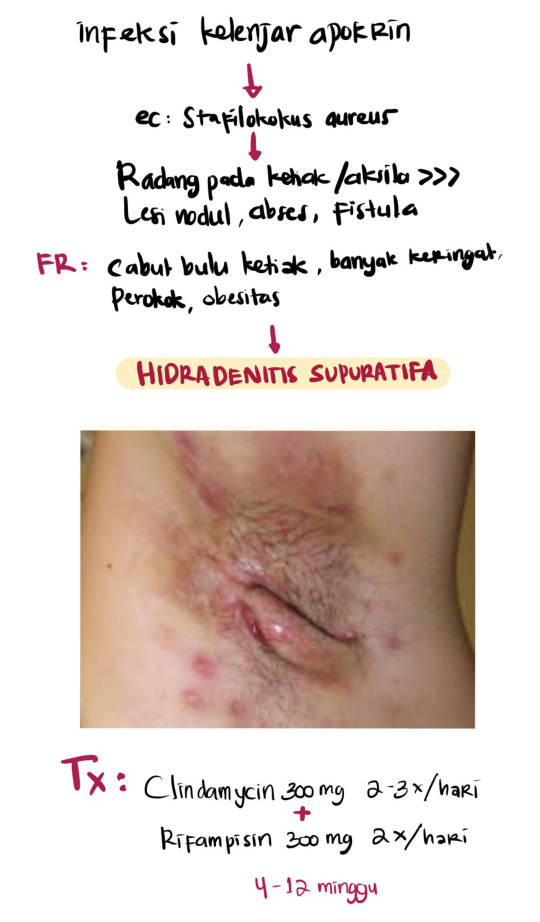 infeksi kelenjar apokrin
ec: Stafilokokus aureus
Radang pada ketiak/aksila >>>
Lesi nodul, abses, Fistula
FR: Cabut bulu ketiak, banyak keringat,
Perokok, obesitas
HIDRADENITIS SUPURATIFA
Tx: Clindamycin 300 mg 2-3x/hari
+
Rifampisin 300 mg 2x/hari
4-12 minggu